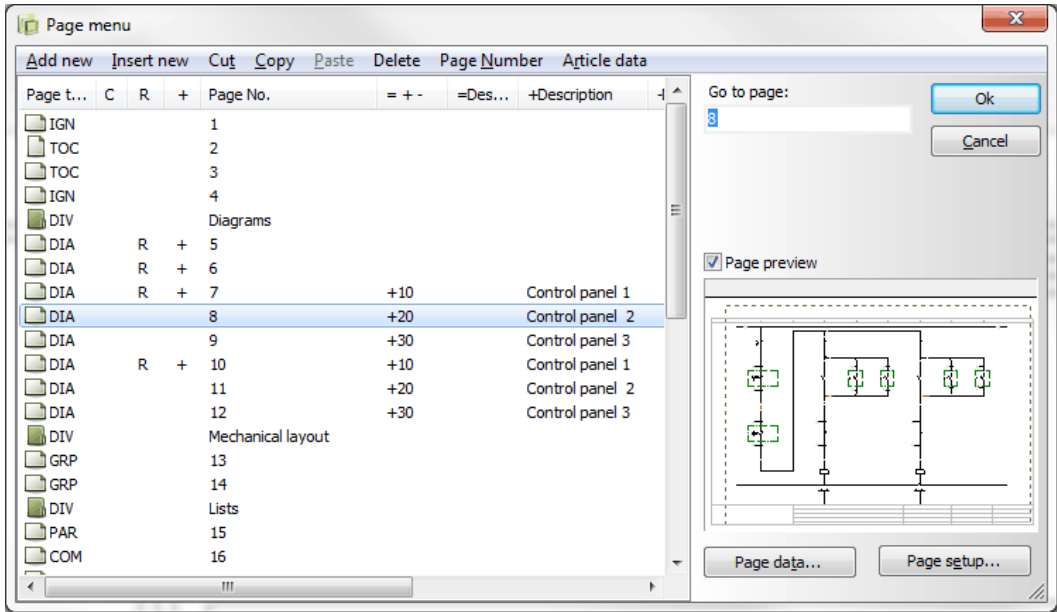 Page menu
Add new Insert new Cut Copy Paste Delete Page Number Article data
Page t... C R + Page No. = + - =Des... +Description
IGN 1
TOC 2
TOC 3
IGN 4
DIV Diagrams
DIA R + 5
DIA R + 6
DIA R + 7 +10 Control panel 1
DIA 8 +20 Control panel 2
DIA 9 +30 Control panel 3
DIA R + 10 +10 Control panel 1
DIA 11 +20 Control panel 2
DIA 12 +30 Control panel 3
DIV Mechanical layout
GRP 13
GRP 14
DIV Lists
PAR 15
COM 16
Go to page:
8
Ok
Cancel
Page preview
Page data...
Page setup...